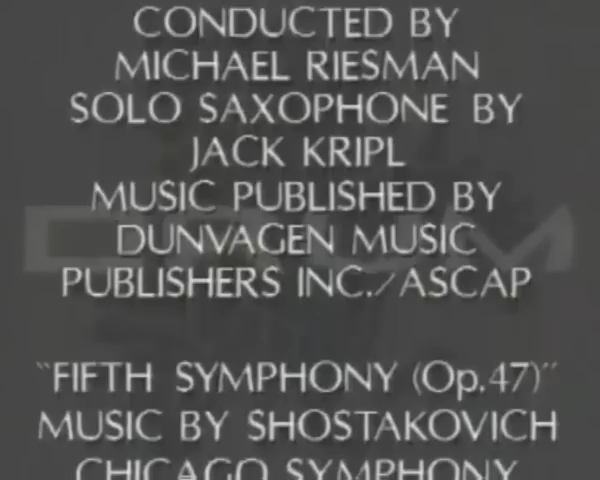 CONDUCTED BY
MICHAEL RIESMAN
SOLO SAXOPHONE BY
JACK KRIPL
MUSIC PUBLISHED BY
DUNVAGEN MUSIC
PUBLISHERS INC./ASCAP
"FIFTH SYMPHONY (Op.47)"
MUSIC BY SHOSTAKOVICH
CHICAGO SYMPHONY